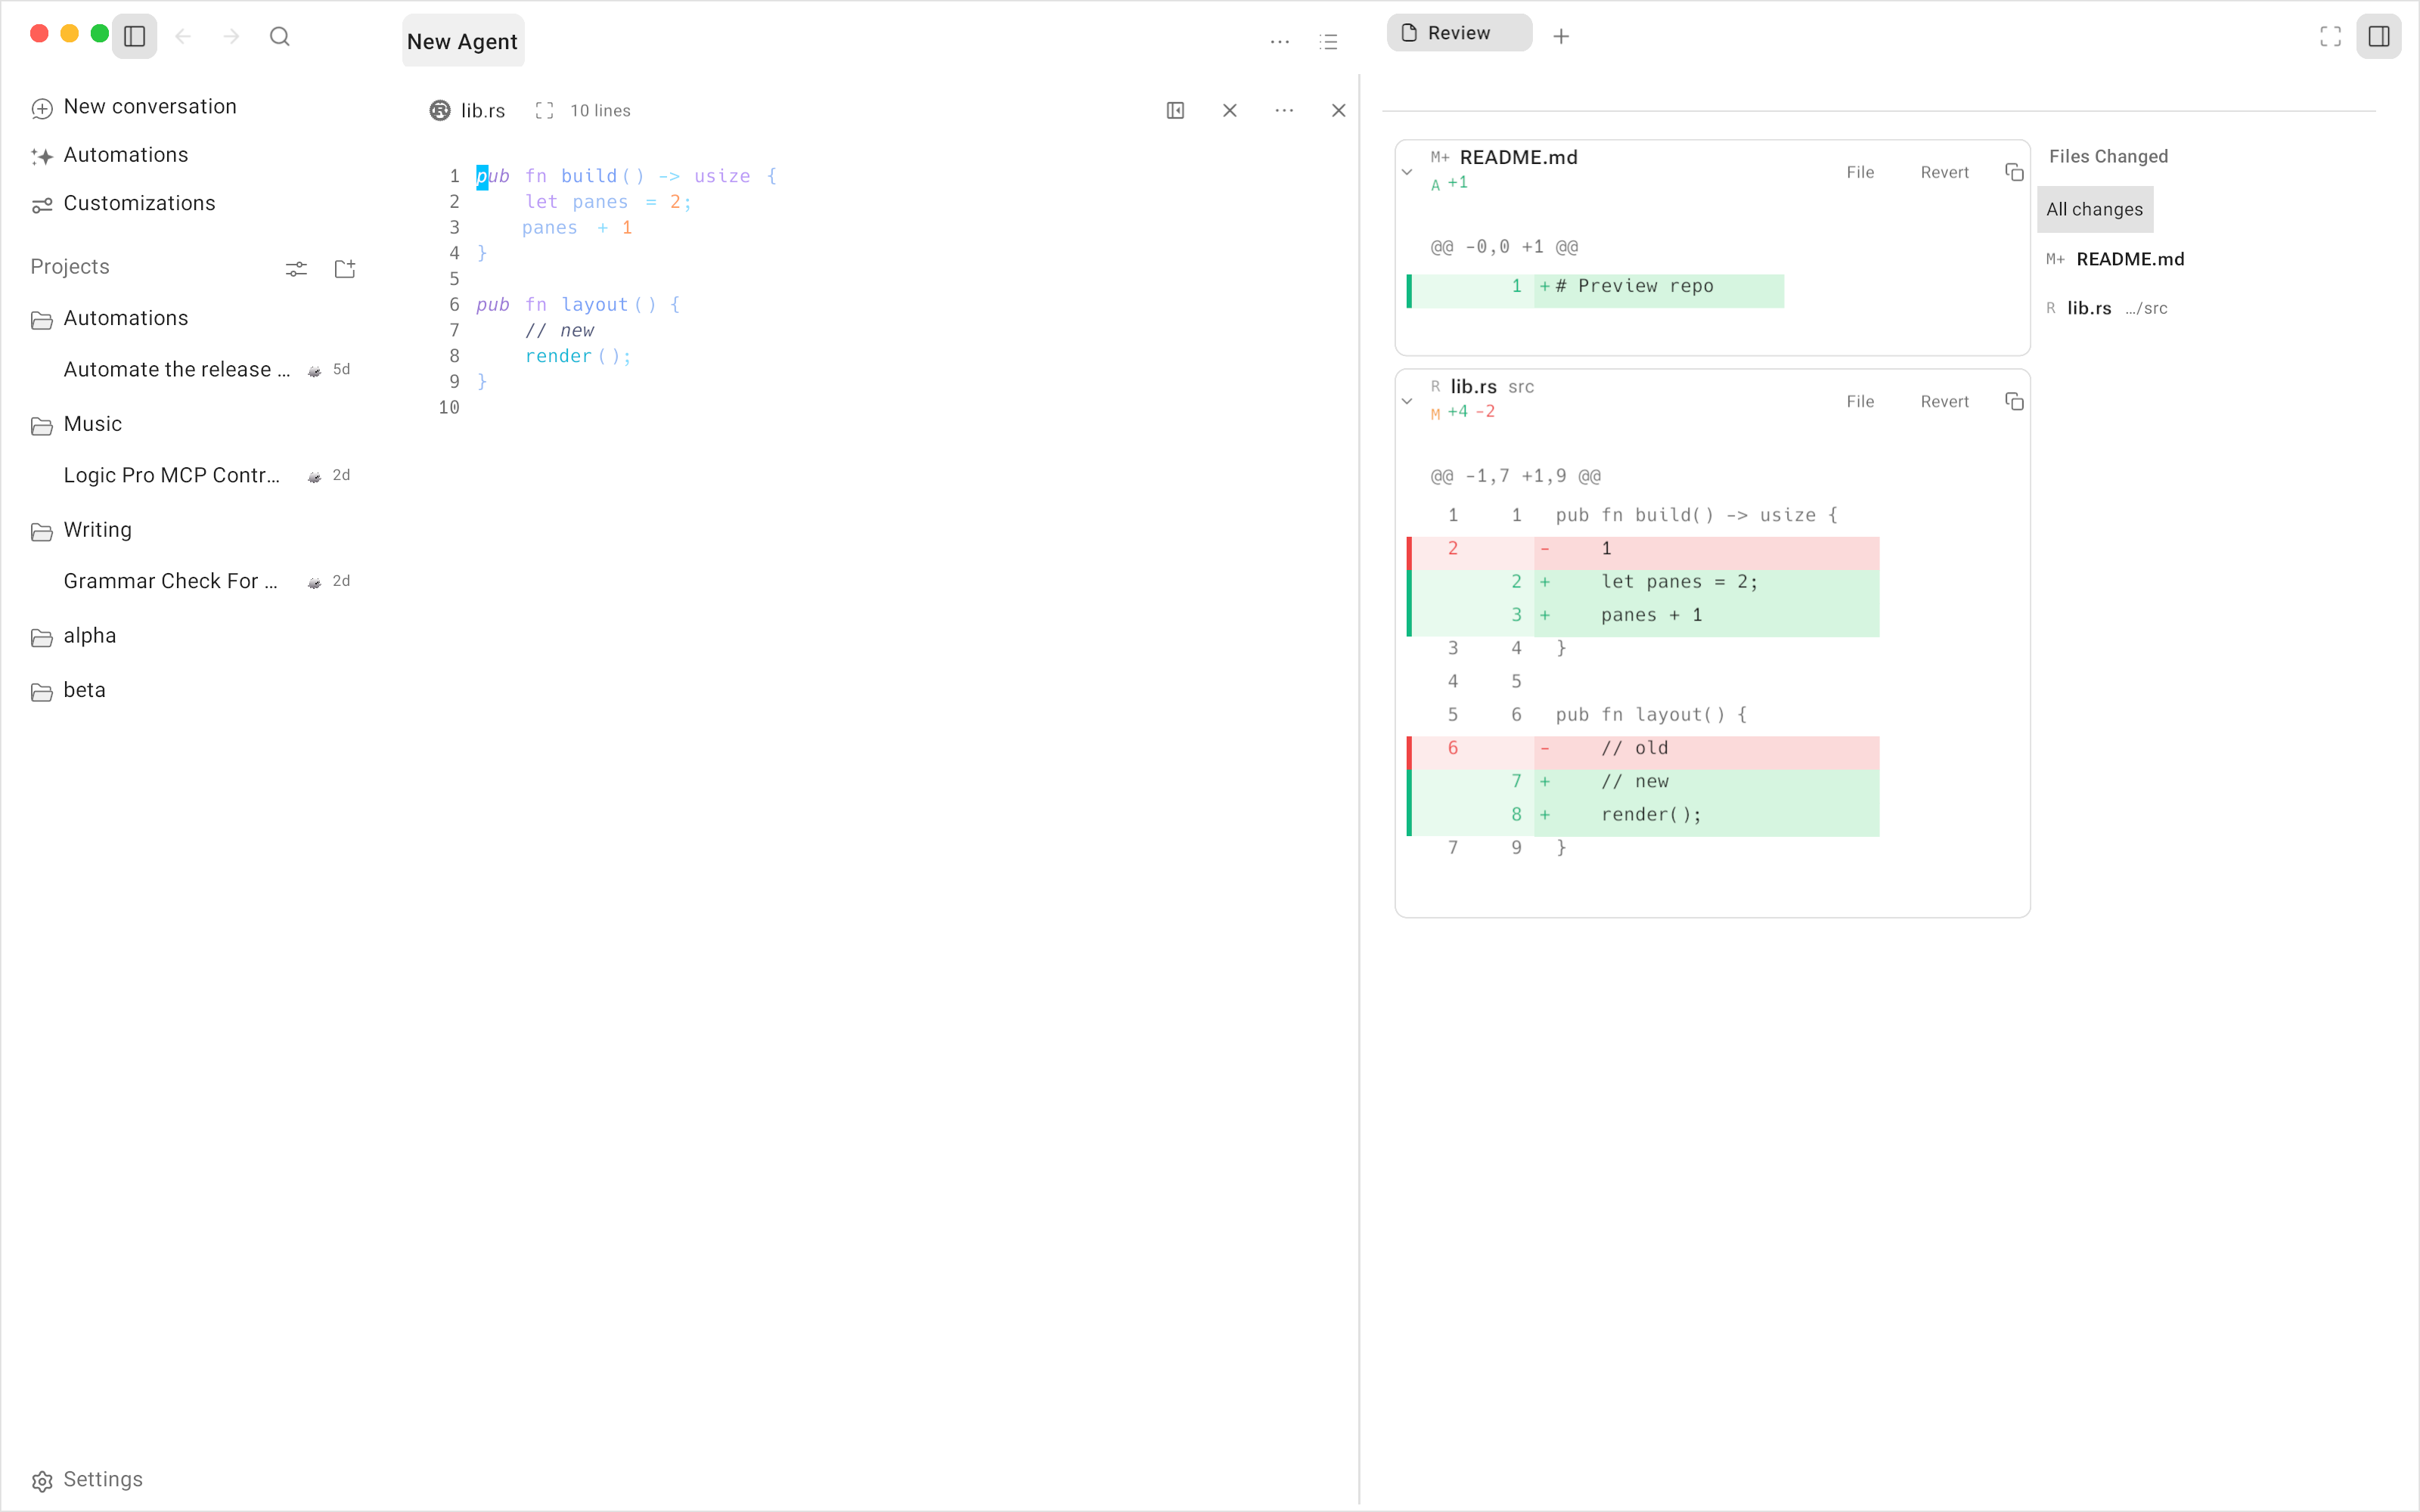 New Agent
Review
New conversation
Automations
Customizations
Projects
Automations
Automate the release ... 5d
Music
Logic Pro MCP Contr... 2d
Writing
Grammar Check For ... 2d
alpha
beta
Settings
lib.rs 10 lines
1 pub fn build() -> usize {
2     let panes = 2;
3     panes + 1
4 }
5
6 pub fn layout() {
7     // new
8     render();
9 }
10
M+ README.md
A +1
File Revert
@@ -0,0 +1 @@
1 +# Preview repo
R lib.rs src
M +4 -2
File Revert
@@ -1,7 +1,9 @@
1 1 pub fn build() -> usize {
2 -    1
2 +    let panes = 2;
3 +    panes + 1
3 4 }
4 5
5 6 pub fn layout() {
6 -    // old
7 +    // new
8 +    render();
7 9 }
Files Changed
All changes
M+ README.md
R lib.rs .../src